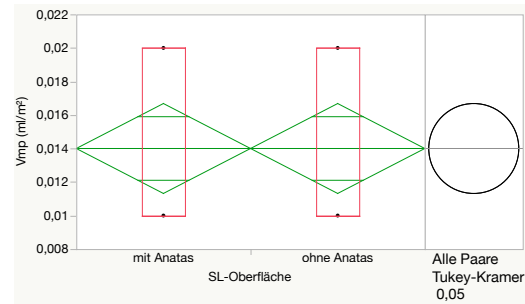 0,022
0,02
0,018
0,016
0,014
0,012
0,01
0,008
Vmp (ml/m²)
mit Anatas
ohne Anatas
SL-Oberfläche
Alle Paare
Tukey-Kramer
0,05